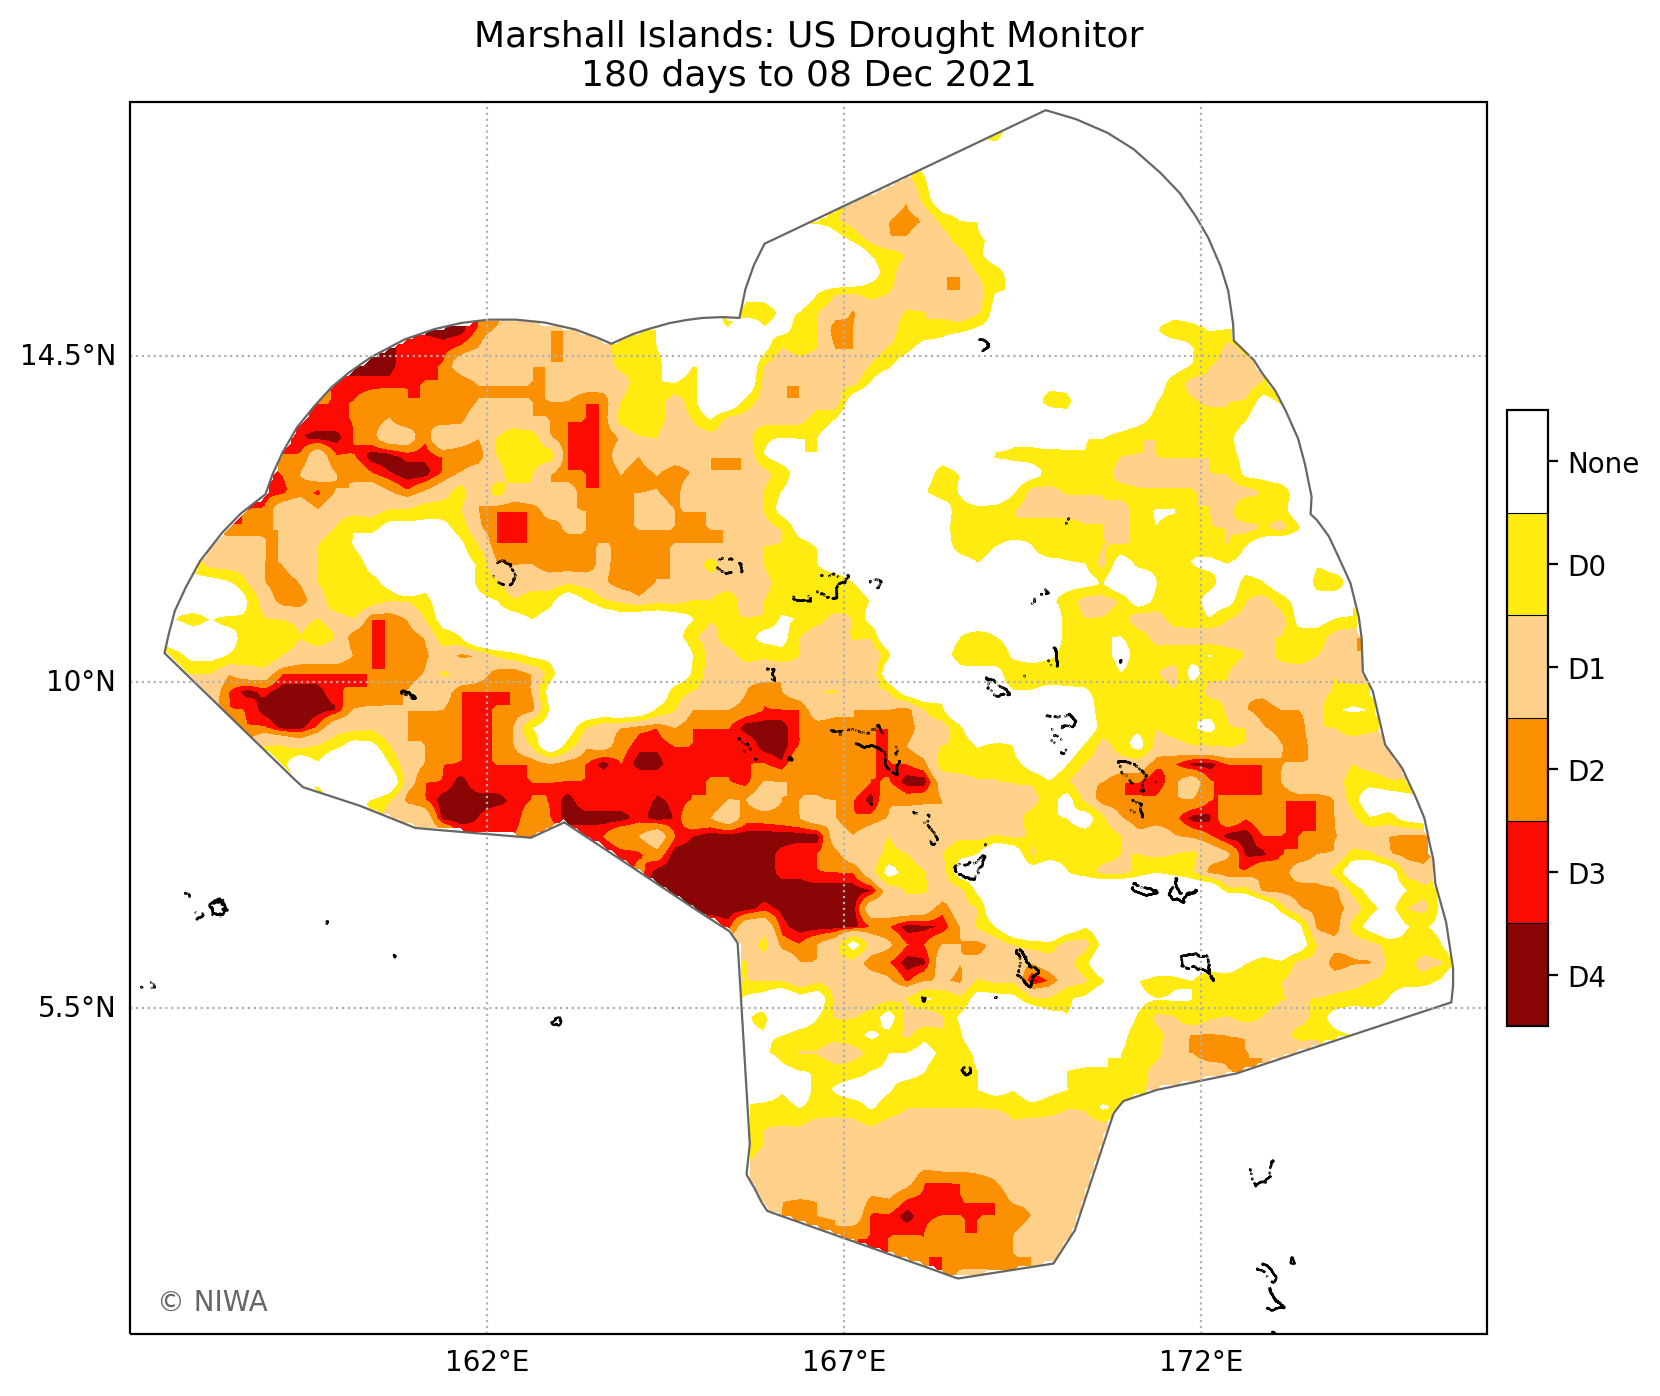 Marshall Islands: US Drought Monitor
180 days to 08 Dec 2021
14.5°N
10°N
5.5°N
162°E
167°E
172°E
None
D0
D1
D2
D3
D4
© NIWA